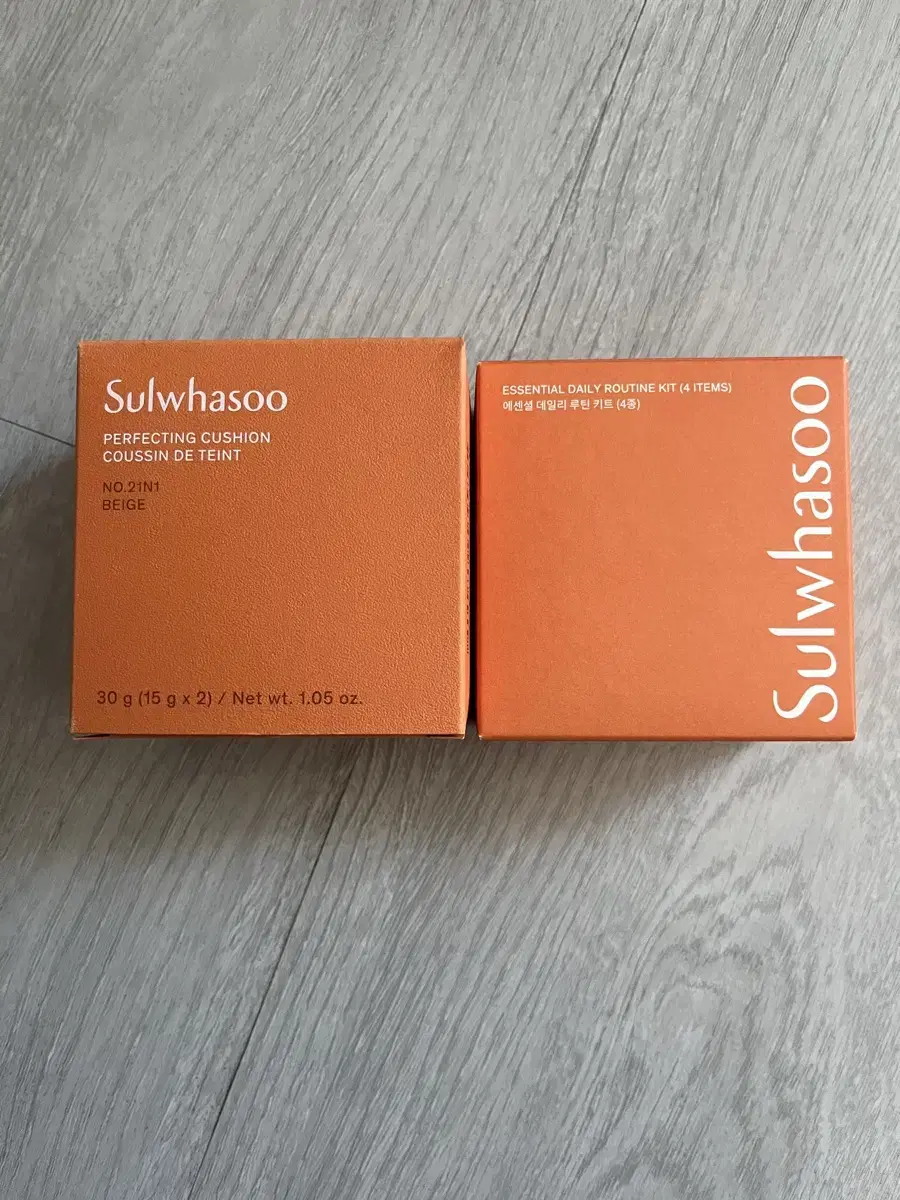 Sulwhasoo
PERFECTING CUSHION
COUSSIN DE TEINT
NO.21N1
BEIGE
30 g (15 g x 2) / Net wt. 1.05 oz.
ESSENTIAL DAILY ROUTINE KIT (4 ITEMS)
에센셜 데일리 루틴 키트 (4종)
Sulwhasoo